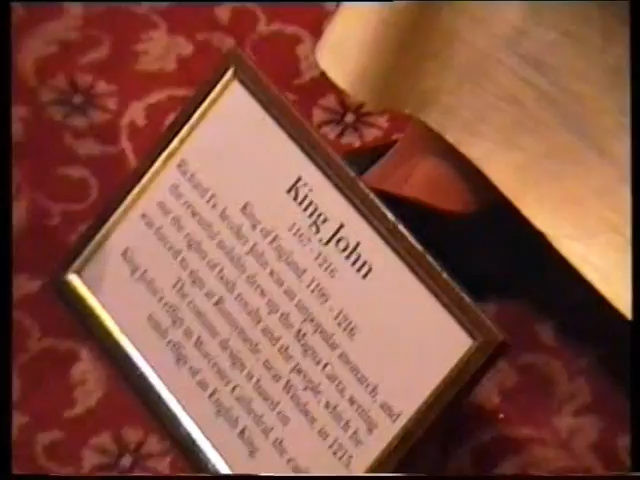 King John
1167 - 1216
King of England, 1199 - 1216.
Richard I's brother John was an unpopular monarch, and
the resentful nobility drew up the Magna Carta, setting
out the rights of both royalty and the people, which he
was forced to sign at Runnymede, near Windsor, in 1215.
The costume design is based on
King John's effigy in Worcester Cathedral, the
tomb effigy of an English King.